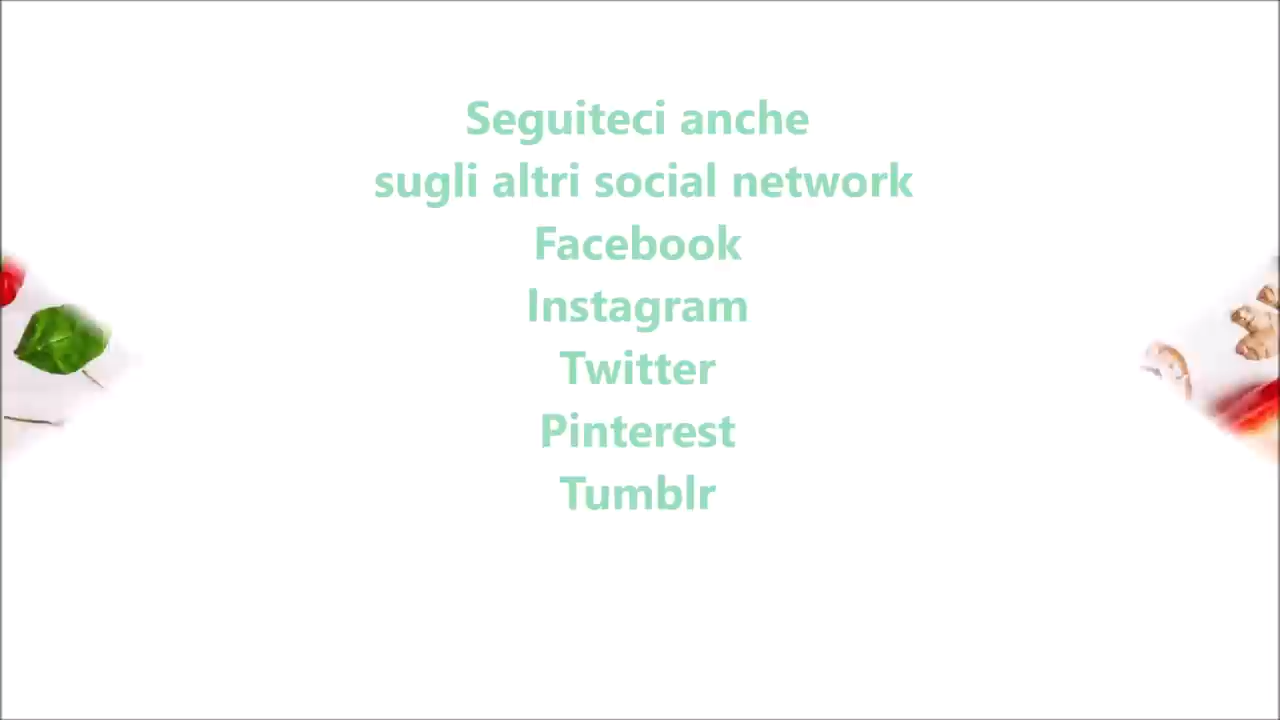 Seguiteci anche
sugli altri social network
Facebook
Instagram
Twitter
Pinterest
Tumblr